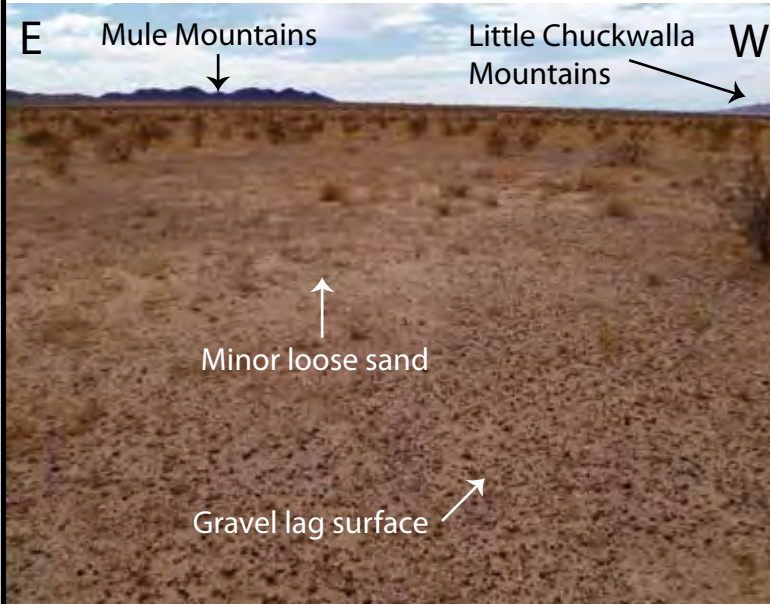 E
Mule Mountains
Little Chuckwalla
Mountains
W
Minor loose sand
Gravel lag surface